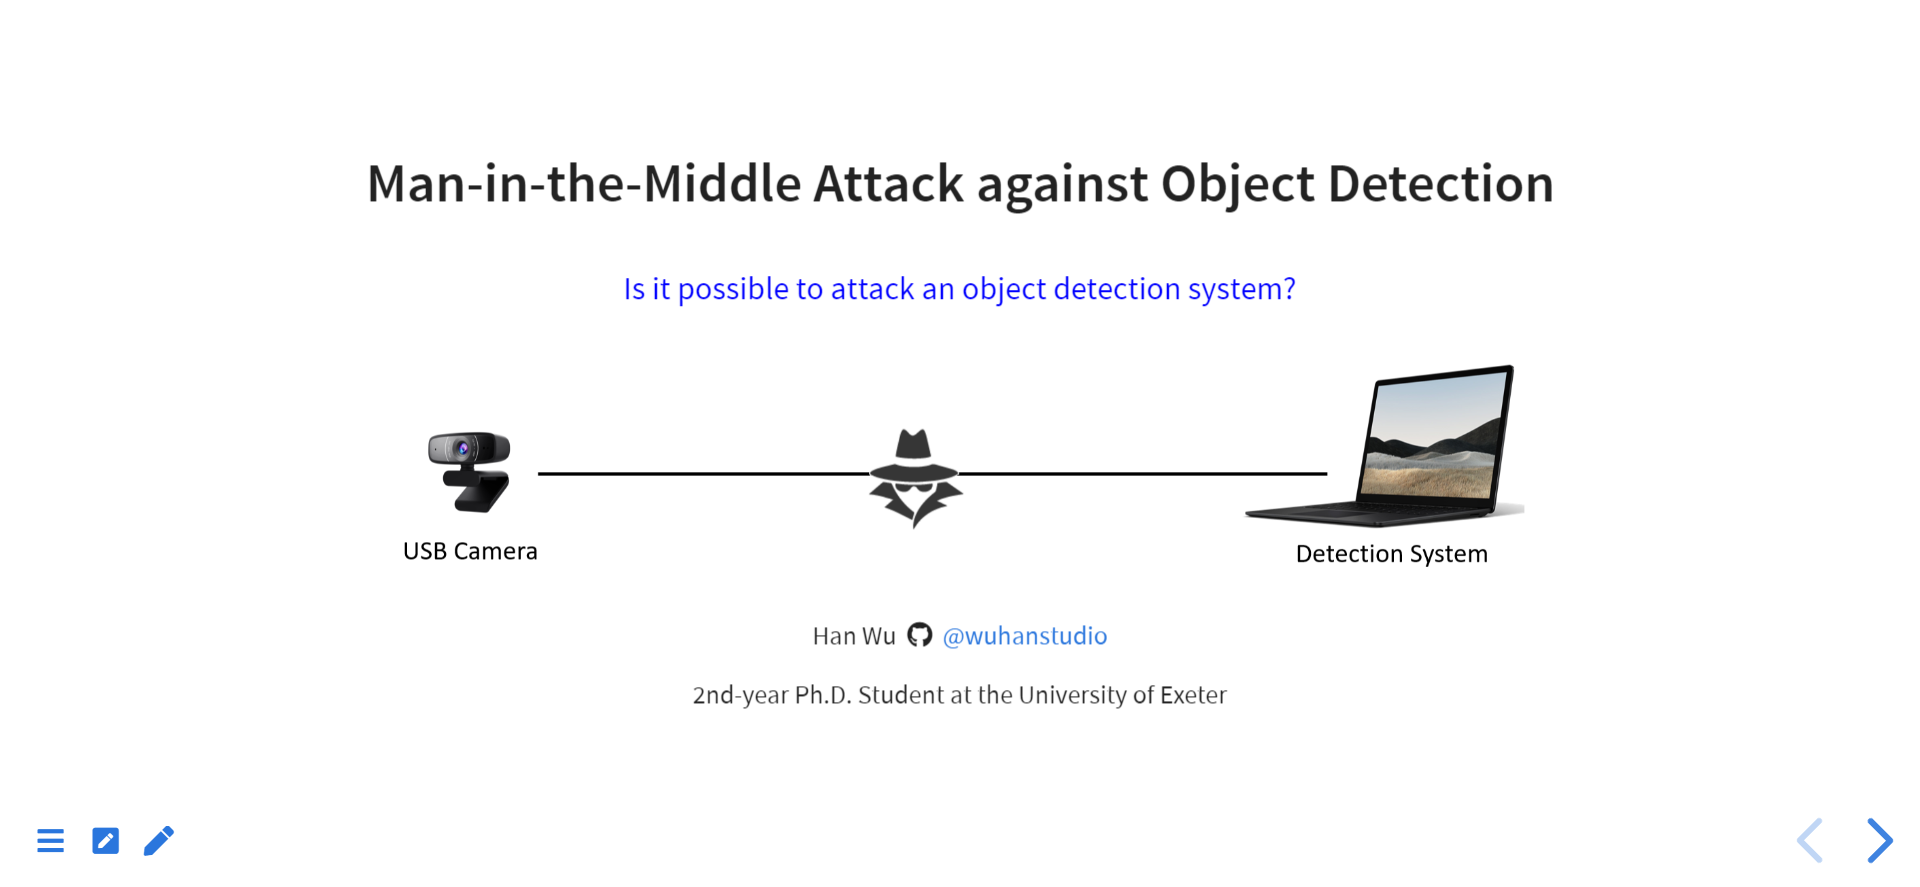 Man-in-the-Middle Attack against Object Detection
Is it possible to attack an object detection system?
USB Camera
Detection System
Han Wu @wuhanstudio
2nd-year Ph.D. Student at the University of Exeter